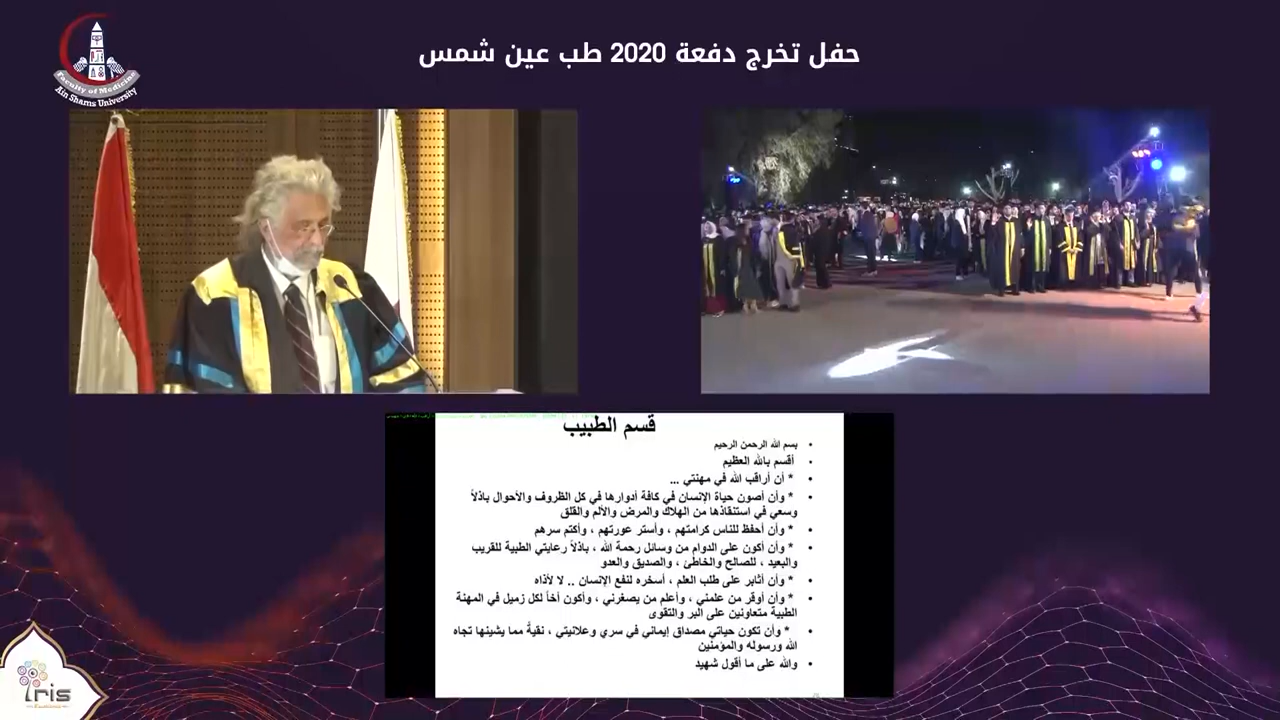 حفل تخرج دفعة 2020 طب عين شمس
Faculty of Medicine
Ain Shams University
قسم الطبيب
• بسم الله الرحمن الرحيم
• أقسم بالله العظيم
• * أن أراقب الله في مهنتي ...
• * وأن أصون حياة الإنسان في كافة أدوارها في كل الظروف والأحوال باذلاً
وسعي في استنقاذها من الهلاك والمرض والألم والقلق
• * وأن أحفظ للناس كرامتهم ، وأستر عورتهم ، وأكتم سرهم
• * وأن أكون على الدوام من وسائل رحمة الله ، باذلاً رعايتي الطبية للقريب
والبعيد ، للصالح والخاطئ ، والصديق والعدو
• * وأن أثابر على طلب العلم ، أسخره لنفع الإنسان .. لا لأذاه
• * وأن أوقر من علمني ، وأعلم من يصغرني ، وأكون أخاً لكل زميل في المهنة
الطبية متعاونين على البر والتقوى
• * وأن تكون حياتي مصداق إيماني في سري وعلانيتي ، نقيةً مما يشينها تجاه
الله ورسوله والمؤمنين
• والله على ما أقول شهيد
iris